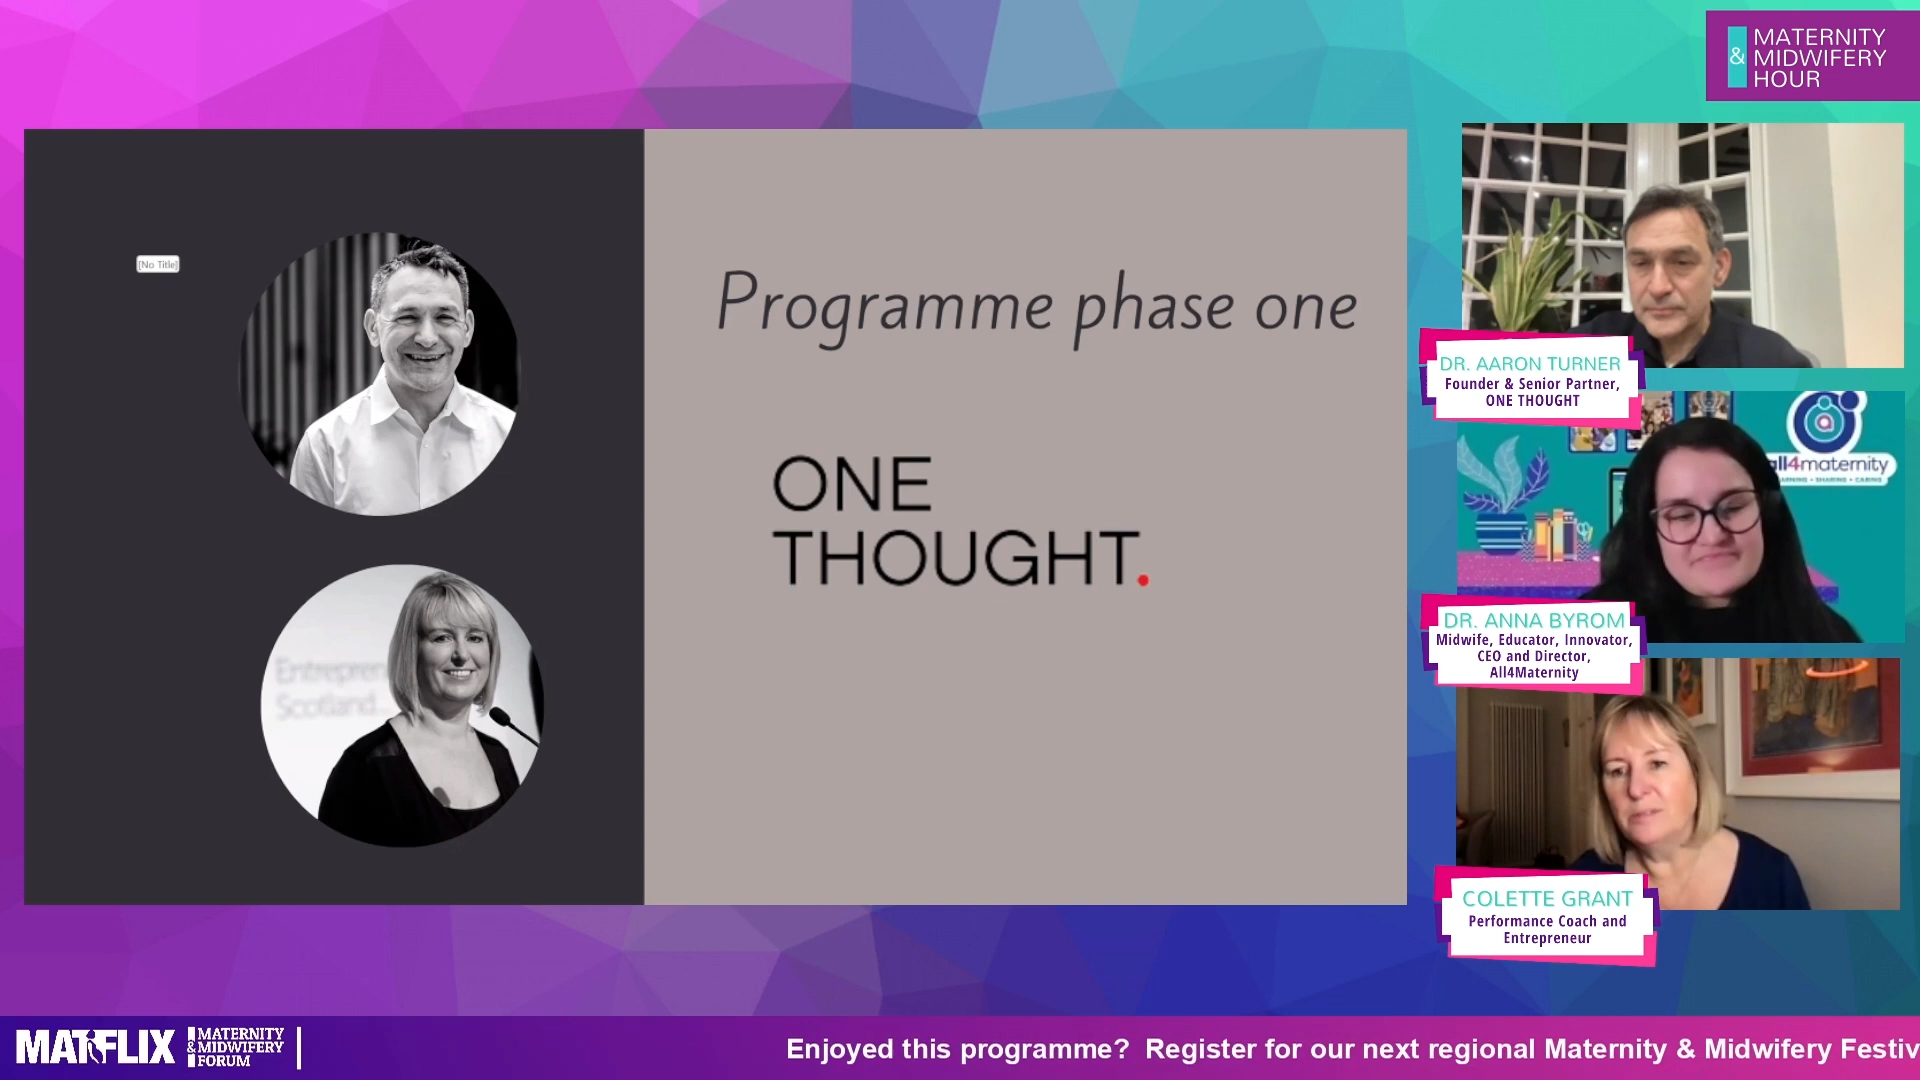 MATERNITY
& MIDWIFERY
HOUR
[No Title]
Programme phase one
ONE
THOUGHT.
Entrepren
Scotland
DR. AARON TURNER
Founder & Senior Partner,
ONE THOUGHT
all4maternity
DR. ANNA BYROM
Midwife, Educator, Innovator,
CEO and Director,
All4Maternity
COLETTE GRANT
Performance Coach and
Entrepreneur
MATFLIX
MATERNITY
& MIDWIFERY
FORUM
Enjoyed this programme? Register for our next regional Maternity & Midwifery Festiv